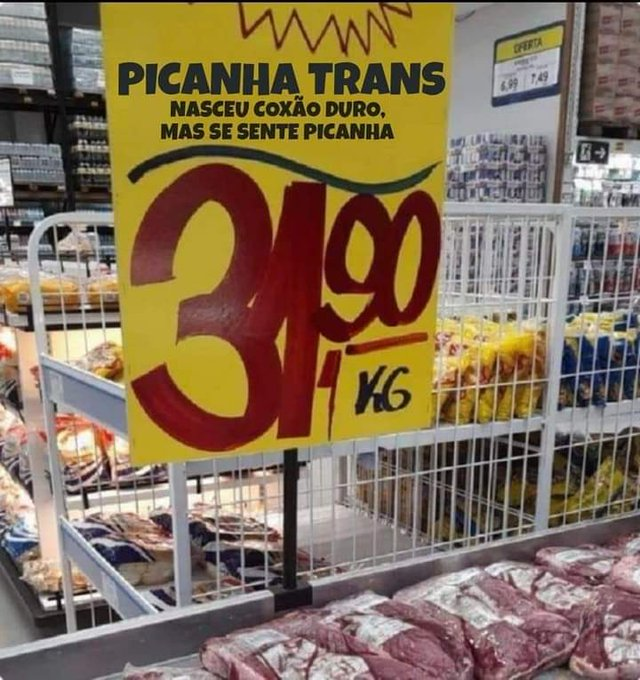 PICANHA TRANS
NASCEU COXÃO DURO,
MAS SE SENTE PICANHA
31,90
KG
OFERTA
6,99 7,49